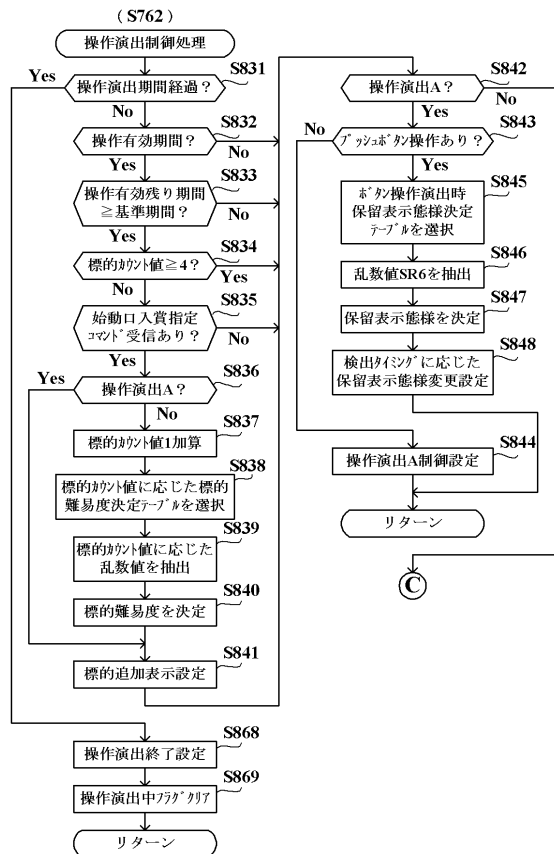 (S762)
操作演出制御処理
S831
Yes
操作演出期間経過?
No
S832
操作有効期間?
No
Yes
S833
操作有効残り期間
≧基準期間?
No
Yes
S834
標的ｶｳﾝﾄ値≧4?
Yes
No
S835
始動口入賞指定
ｺﾏﾝﾄﾞ受信あり?
No
Yes
S836
Yes
操作演出A?
No
S837
標的ｶｳﾝﾄ値1加算
S838
標的ｶｳﾝﾄ値に応じた標的
難易度決定ﾃｰﾌﾞﾙを選択
S839
標的ｶｳﾝﾄ値に応じた
乱数値を抽出
S840
標的難易度を決定
S841
標的追加表示設定
S868
操作演出終了設定
S869
操作演出中ﾌﾗｸﾞｸﾘｱ
リターン
S842
操作演出A?
No
Yes
S843
No
ﾌﾟｯｼｭﾎﾞﾀﾝ操作あり?
Yes
S845
ﾎﾞﾀﾝ操作演出時
保留表示態様決定
ﾃｰﾌﾞﾙを選択
S846
乱数値SR6を抽出
S847
保留表示態様を決定
S848
検出ﾀｲﾐﾝｸﾞに応じた
保留表示態様変更設定
S844
操作演出A制御設定
リターン
C